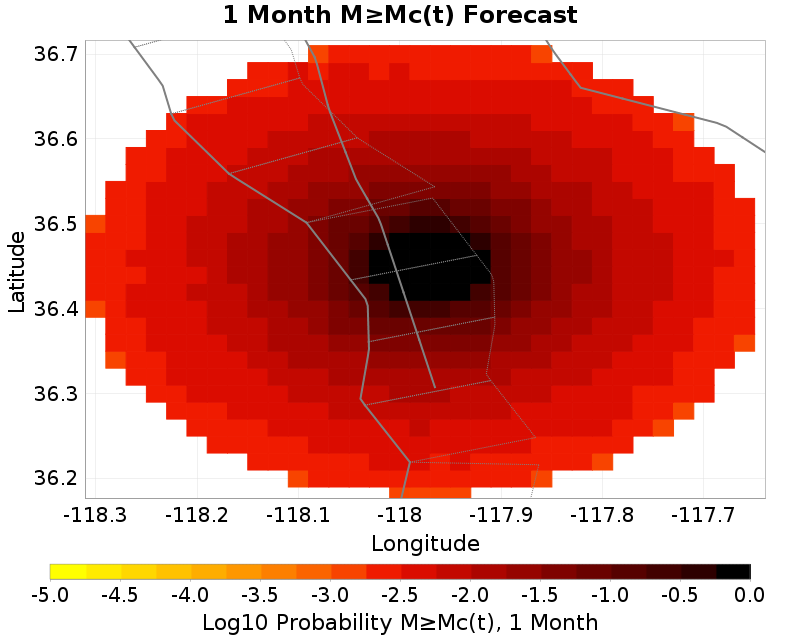 1 Month M≥Mc(t) Forecast
36.7
36.6
36.5
36.4
36.3
36.2
Latitude
-118.3 -118.2 -118.1 -118 -117.9 -117.8 -117.7
Longitude
-5.0 -4.5 -4.0 -3.5 -3.0 -2.5 -2.0 -1.5 -1.0 -0.5 0.0
Log10 Probability M≥Mc(t), 1 Month